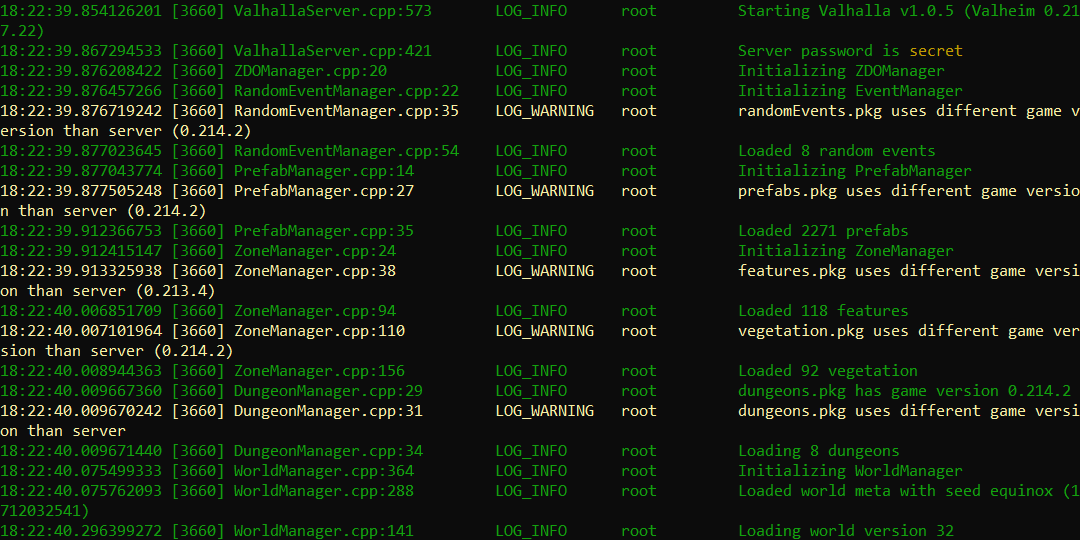 18:22:39.854126201 [3660] ValhallaServer.cpp:573 LOG_INFO root Starting Valhalla v1.0.5 (Valheim 0.21
7.22)
18:22:39.867294533 [3660] ValhallaServer.cpp:421 LOG_INFO root Server password is secret
18:22:39.876208422 [3660] ZDOManager.cpp:20 LOG_INFO root Initializing ZDOManager
18:22:39.876457266 [3660] RandomEventManager.cpp:22 LOG_INFO root Initializing EventManager
18:22:39.876719242 [3660] RandomEventManager.cpp:35 LOG_WARNING root randomEvents.pkg uses different game v
ersion than server (0.214.2)
18:22:39.877023645 [3660] RandomEventManager.cpp:54 LOG_INFO root Loaded 8 random events
18:22:39.877043774 [3660] PrefabManager.cpp:14 LOG_INFO root Initializing PrefabManager
18:22:39.877505248 [3660] PrefabManager.cpp:27 LOG_WARNING root prefabs.pkg uses different game versio
n than server (0.214.2)
18:22:39.912366753 [3660] PrefabManager.cpp:35 LOG_INFO root Loaded 2271 prefabs
18:22:39.912415147 [3660] ZoneManager.cpp:24 LOG_INFO root Initializing ZoneManager
18:22:39.913325938 [3660] ZoneManager.cpp:38 LOG_WARNING root features.pkg uses different game versi
on than server (0.213.4)
18:22:40.006851709 [3660] ZoneManager.cpp:94 LOG_INFO root Loaded 118 features
18:22:40.007101964 [3660] ZoneManager.cpp:110 LOG_WARNING root vegetation.pkg uses different game ver
sion than server (0.214.2)
18:22:40.008944363 [3660] ZoneManager.cpp:156 LOG_INFO root Loaded 92 vegetation
18:22:40.009667360 [3660] DungeonManager.cpp:29 LOG_INFO root dungeons.pkg has game version 0.214.2
18:22:40.009670242 [3660] DungeonManager.cpp:31 LOG_WARNING root dungeons.pkg uses different game versi
on than server
18:22:40.009671440 [3660] DungeonManager.cpp:34 LOG_INFO root Loading 8 dungeons
18:22:40.075499333 [3660] WorldManager.cpp:364 LOG_INFO root Initializing WorldManager
18:22:40.075762093 [3660] WorldManager.cpp:288 LOG_INFO root Loaded world meta with seed equinox (1
712032541)
18:22:40.296399272 [3660] WorldManager.cpp:141 LOG_INFO root Loading world version 32